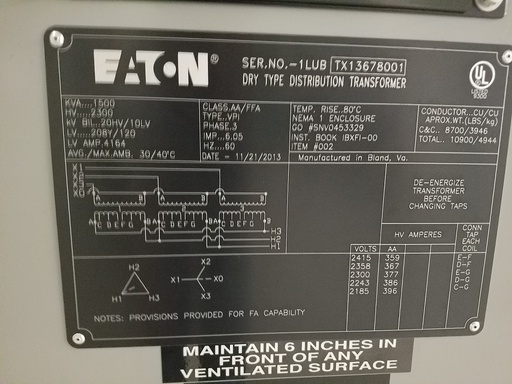 EATON®
SER.NO.-1LUB TX13678001
DRY TYPE DISTRIBUTION TRANSFORMER
UL
LISTED
KVA....1500
HV.....2300
HV BIL..20HV/10LV
LV.....208Y/120
LV AMP.4164
AVG./MAX.AMB. 30/40°C
CLASS.AA/FFA
TYPE..VPI
PHASE.3
IMP...6.05
HZ....60
DATE - 11/21/2013
TEMP. RISE..80°C
NEMA 1 ENCLOSURE
GO #SNV0453329
INST. BOOK IBXFI-00
ITEM #002
Manufactured in Bland, Va.
CONDUCTOR...CU/CU
APROX.WT.(LBS/kg)
C&C.. 8700/3946
TOTAL.. 10900/4944
A B A B A B
A C D E F G B A C D E F G B A C D E F G B
H3
H2
H1
DE-ENERGIZE
TRANSFORMER
BEFORE
CHANGING TAPS
HV AMPERES
CONN
TAP
EACH
COIL
VOLTS AA
2415 359 E-F
2358 367 D-F
2300 377 E-G
2243 386 D-G
2185 396 C-G
H2
H1 H3
X2
X1 X0
X3
NOTES: PROVISIONS PROVIDED FOR FA CAPABILITY
MAINTAIN 6 INCHES IN
FRONT OF ANY
VENTILATED SURFACE